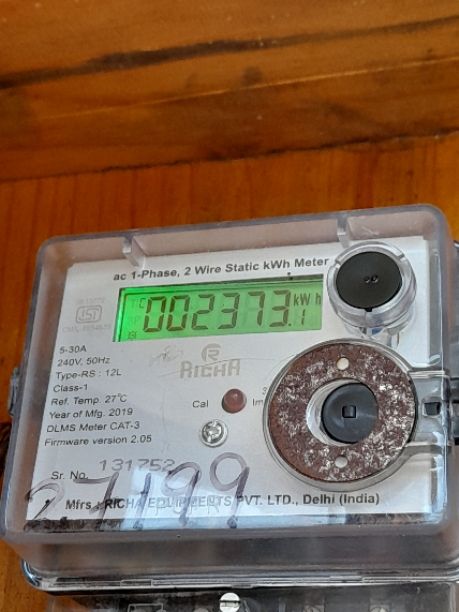 ac 1-Phase, 2 Wire Static kWh Meter
002373.1 kWh
ISI
5-30A
240V, 50Hz
Type-RS : 12L
Class-1
Ref. Temp. 27°C
Year of Mfg. 2019
DLMS Meter CAT-3
Firmware version 2.05
R
RICHA
Cal
Sr. No. 131752
27199
Mfrs : RICHA EQUIPMENTS PVT. LTD., Delhi (India)